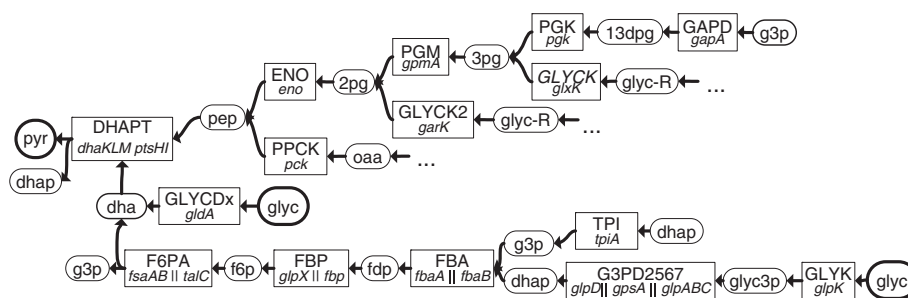 PGK
pgk
13dpg
GAPD
gapA
g3p
PGM
gpmA
3pg
ENO
eno
2pg
GLYCK
glxK
glyc-R
...
pep
GLYCK2
garK
glyc-R
...
pyr
DHAPT
dhaKLM ptsHI
PPCK
pck
oaa
...
dhap
dha
GLYCDx
gldA
glyc
TPI
tpiA
dhap
g3p
g3p
F6PA
fsaAB || talC
f6p
FBP
glpX || fbp
fdp
FBA
fbaA || fbaB
dhap
G3PD2567
glpD || gpsA || glpABC
glyc3p
GLYK
glpK
glyc